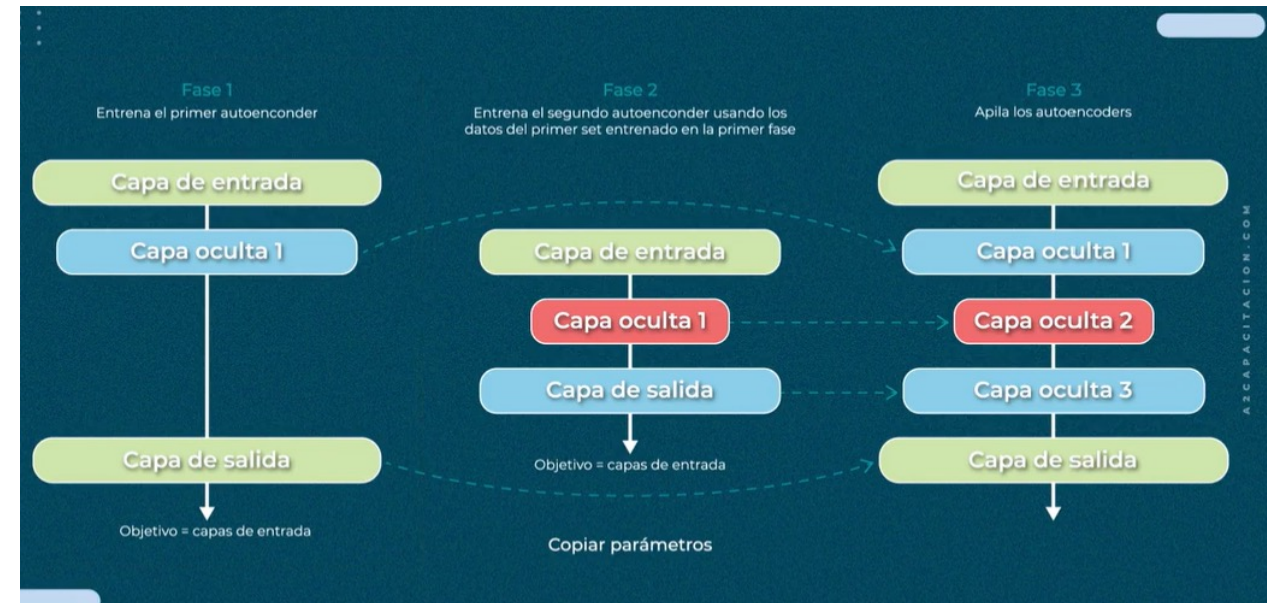 Fase 1
Entrena el primer autoenconder
Capa de entrada
Capa oculta 1
Capa de salida
Objetivo = capas de entrada
Fase 2
Entrena el segundo autoenconder usando los
datos del primer set entrenado en la primer fase
Capa de entrada
Capa oculta 1
Capa de salida
Objetivo = capas de entrada
Copiar parámetros
Fase 3
Apila los autoencoders
Capa de entrada
Capa oculta 1
Capa oculta 2
Capa oculta 3
Capa de salida
A2CAPACITACION.COM